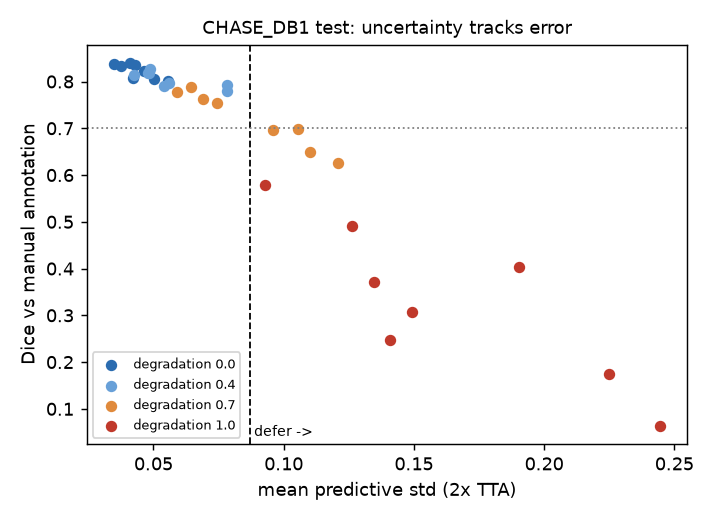 CHASE_DB1 test: uncertainty tracks error
Dice vs manual annotation
0.8
0.7
0.6
0.5
0.4
0.3
0.2
0.1
degradation 0.0
degradation 0.4
degradation 0.7
degradation 1.0
defer ->
0.05
0.10
0.15
0.20
0.25
mean predictive std (2x TTA)